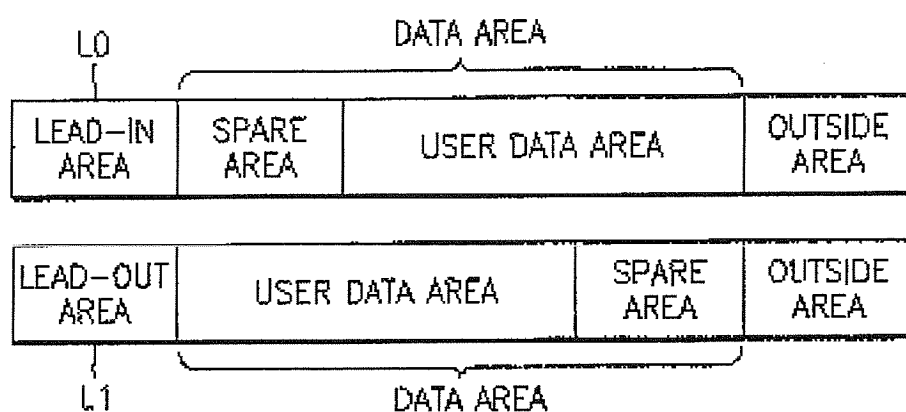 L0
DATA AREA
LEAD-IN AREA
SPARE AREA
USER DATA AREA
OUTSIDE AREA
LEAD-OUT AREA
USER DATA AREA
SPARE AREA
OUTSIDE AREA
L1
DATA AREA